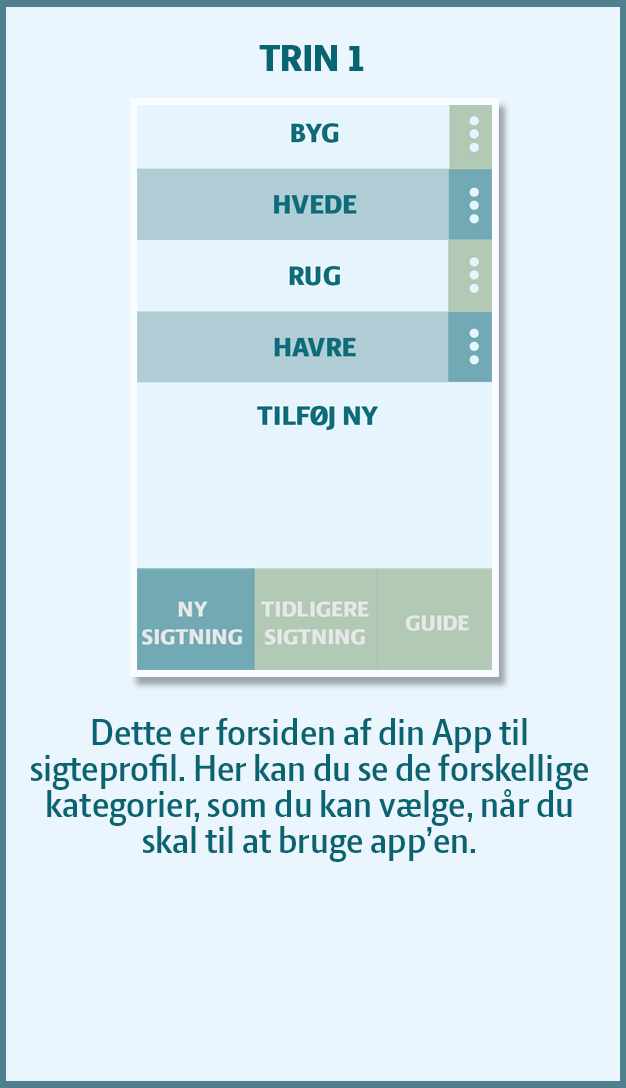 TRIN 1
BYG
HVEDE
RUG
HAVRE
TILFØJ NY
NY
SIGTNING
TIDLIGERE
SIGTNING
GUIDE
Dette er forsiden af din App til
sigteprofil. Her kan du se de forskellige
kategorier, som du kan vælge, når du
skal til at bruge app’en.